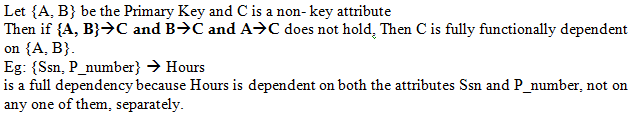 Let {A, B} be the Primary Key and C is a non- key attribute
Then if {A, B}→C and B→C and A→C does not hold, Then C is fully functionally dependent
on {A, B}.
Eg: {Ssn, P_number} → Hours
is a full dependency because Hours is dependent on both the attributes Ssn and P_number, not on
any one of them, separately.